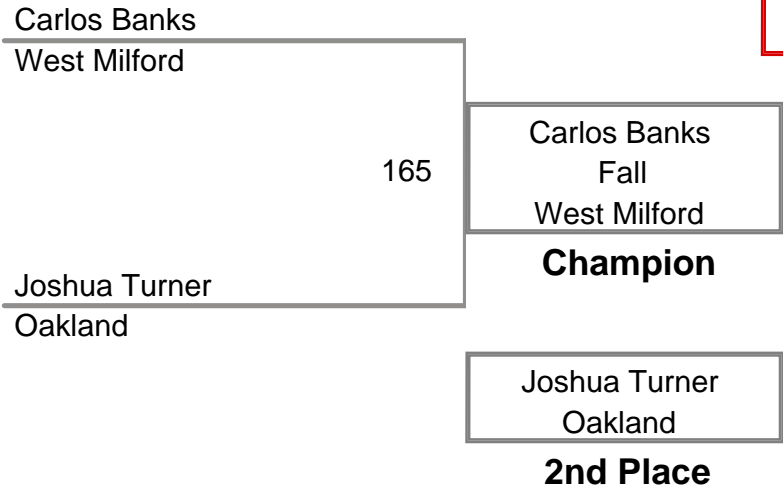 Carlos Banks
West Milford
165
Carlos Banks
Fall
West Milford
Champion
Joshua Turner
Oakland
Joshua Turner
Oakland
2nd Place